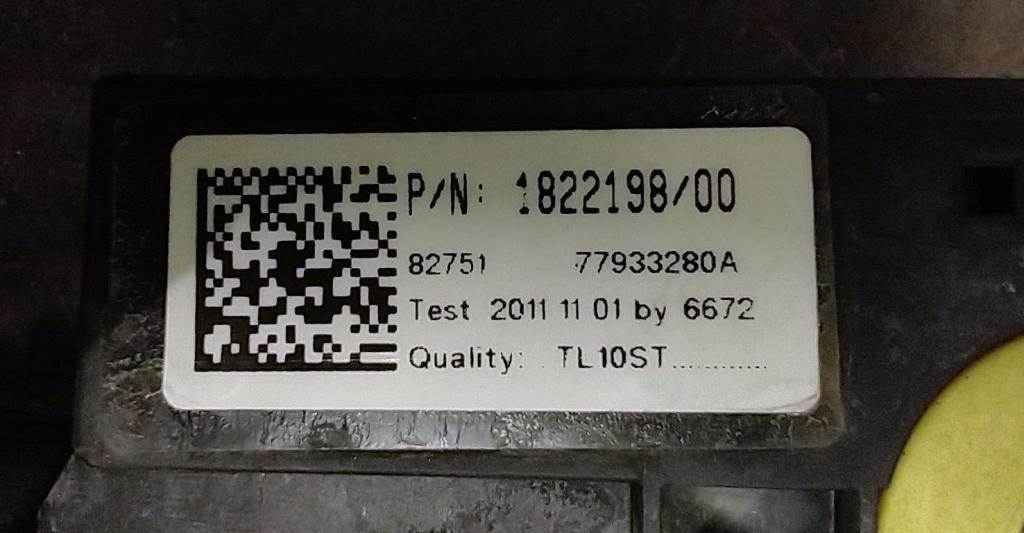 P/N: 1822198/00
82751 77933280A
Test 2011 11 01 by 6672
Quality: TL10ST............